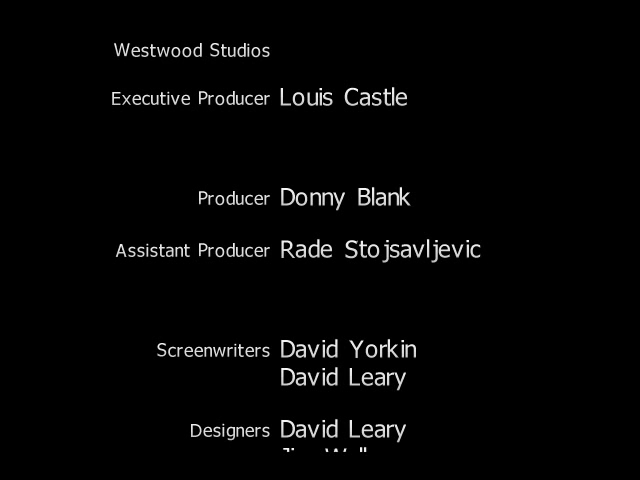 Westwood Studios
Executive Producer Louis Castle
Producer Donny Blank
Assistant Producer Rade Stojsavljevic
Screenwriters David Yorkin
David Leary
Designers David Leary